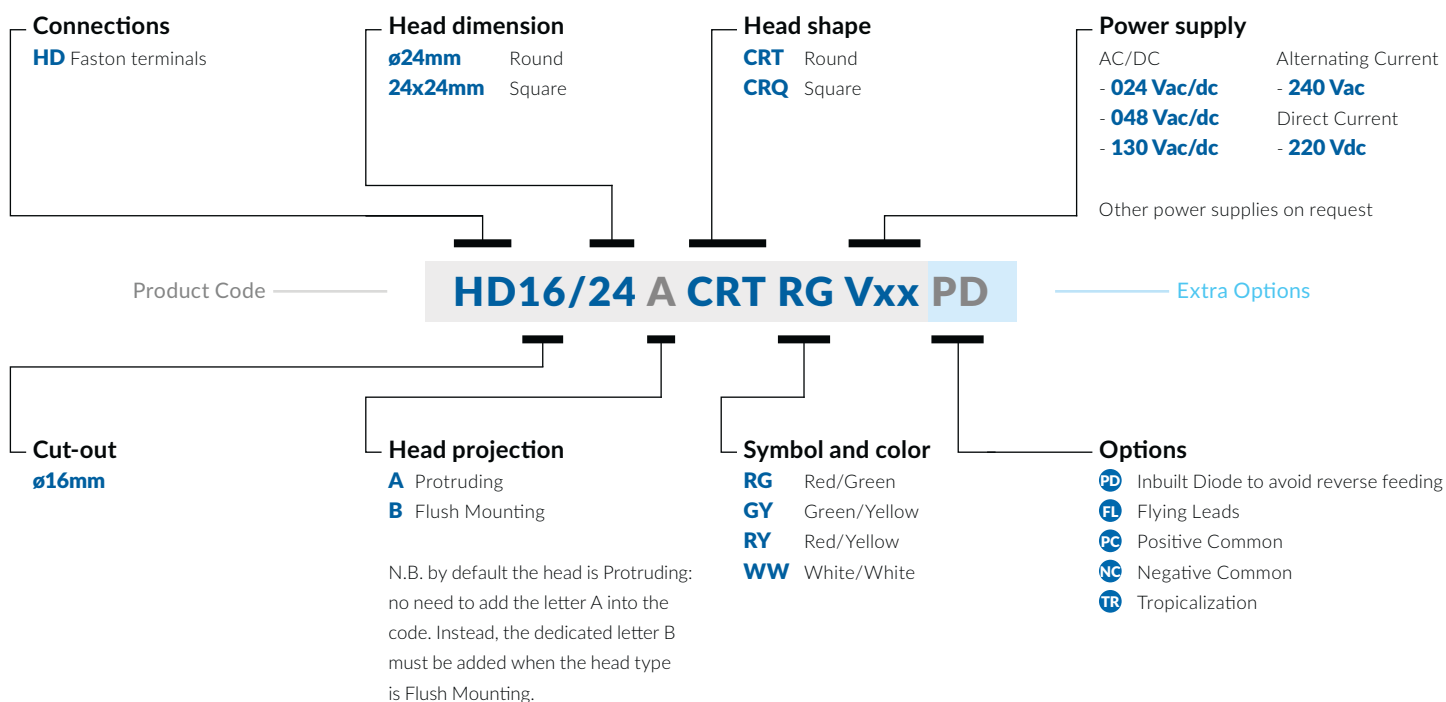 Connections
HD Faston terminals
Head dimension
ø24mm Round
24x24mm Square
Head shape
CRT Round
CRQ Square
Power supply
AC/DC
- 024 Vac/dc
- 048 Vac/dc
- 130 Vac/dc
Alternating Current
- 240 Vac
Direct Current
- 220 Vdc
Other power supplies on request
Product Code
HD16/24 A CRT RG Vxx PD
Extra Options
Cut-out
ø16mm
Head projection
A Protruding
B Flush Mounting
N.B. by default the head is Protruding:
no need to add the letter A into the
code. Instead, the dedicated letter B
must be added when the head type
is Flush Mounting.
Symbol and color
RG Red/Green
GY Green/Yellow
RY Red/Yellow
WW White/White
Options
PD Inbuilt Diode to avoid reverse feeding
FL Flying Leads
PC Positive Common
NC Negative Common
TR Tropicalization